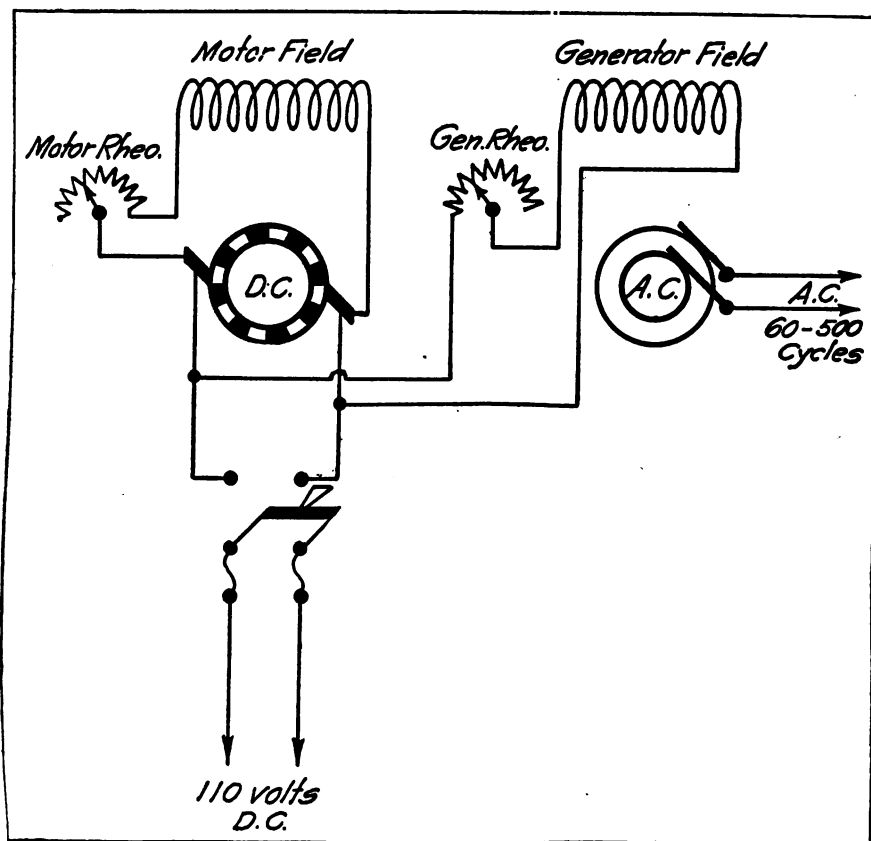 Motor Field
Generator Field
Motor Rheo.
Gen. Rheo.
D.C.
A.C.
A.C.
60-500
Cycles
110 volts
D.C.